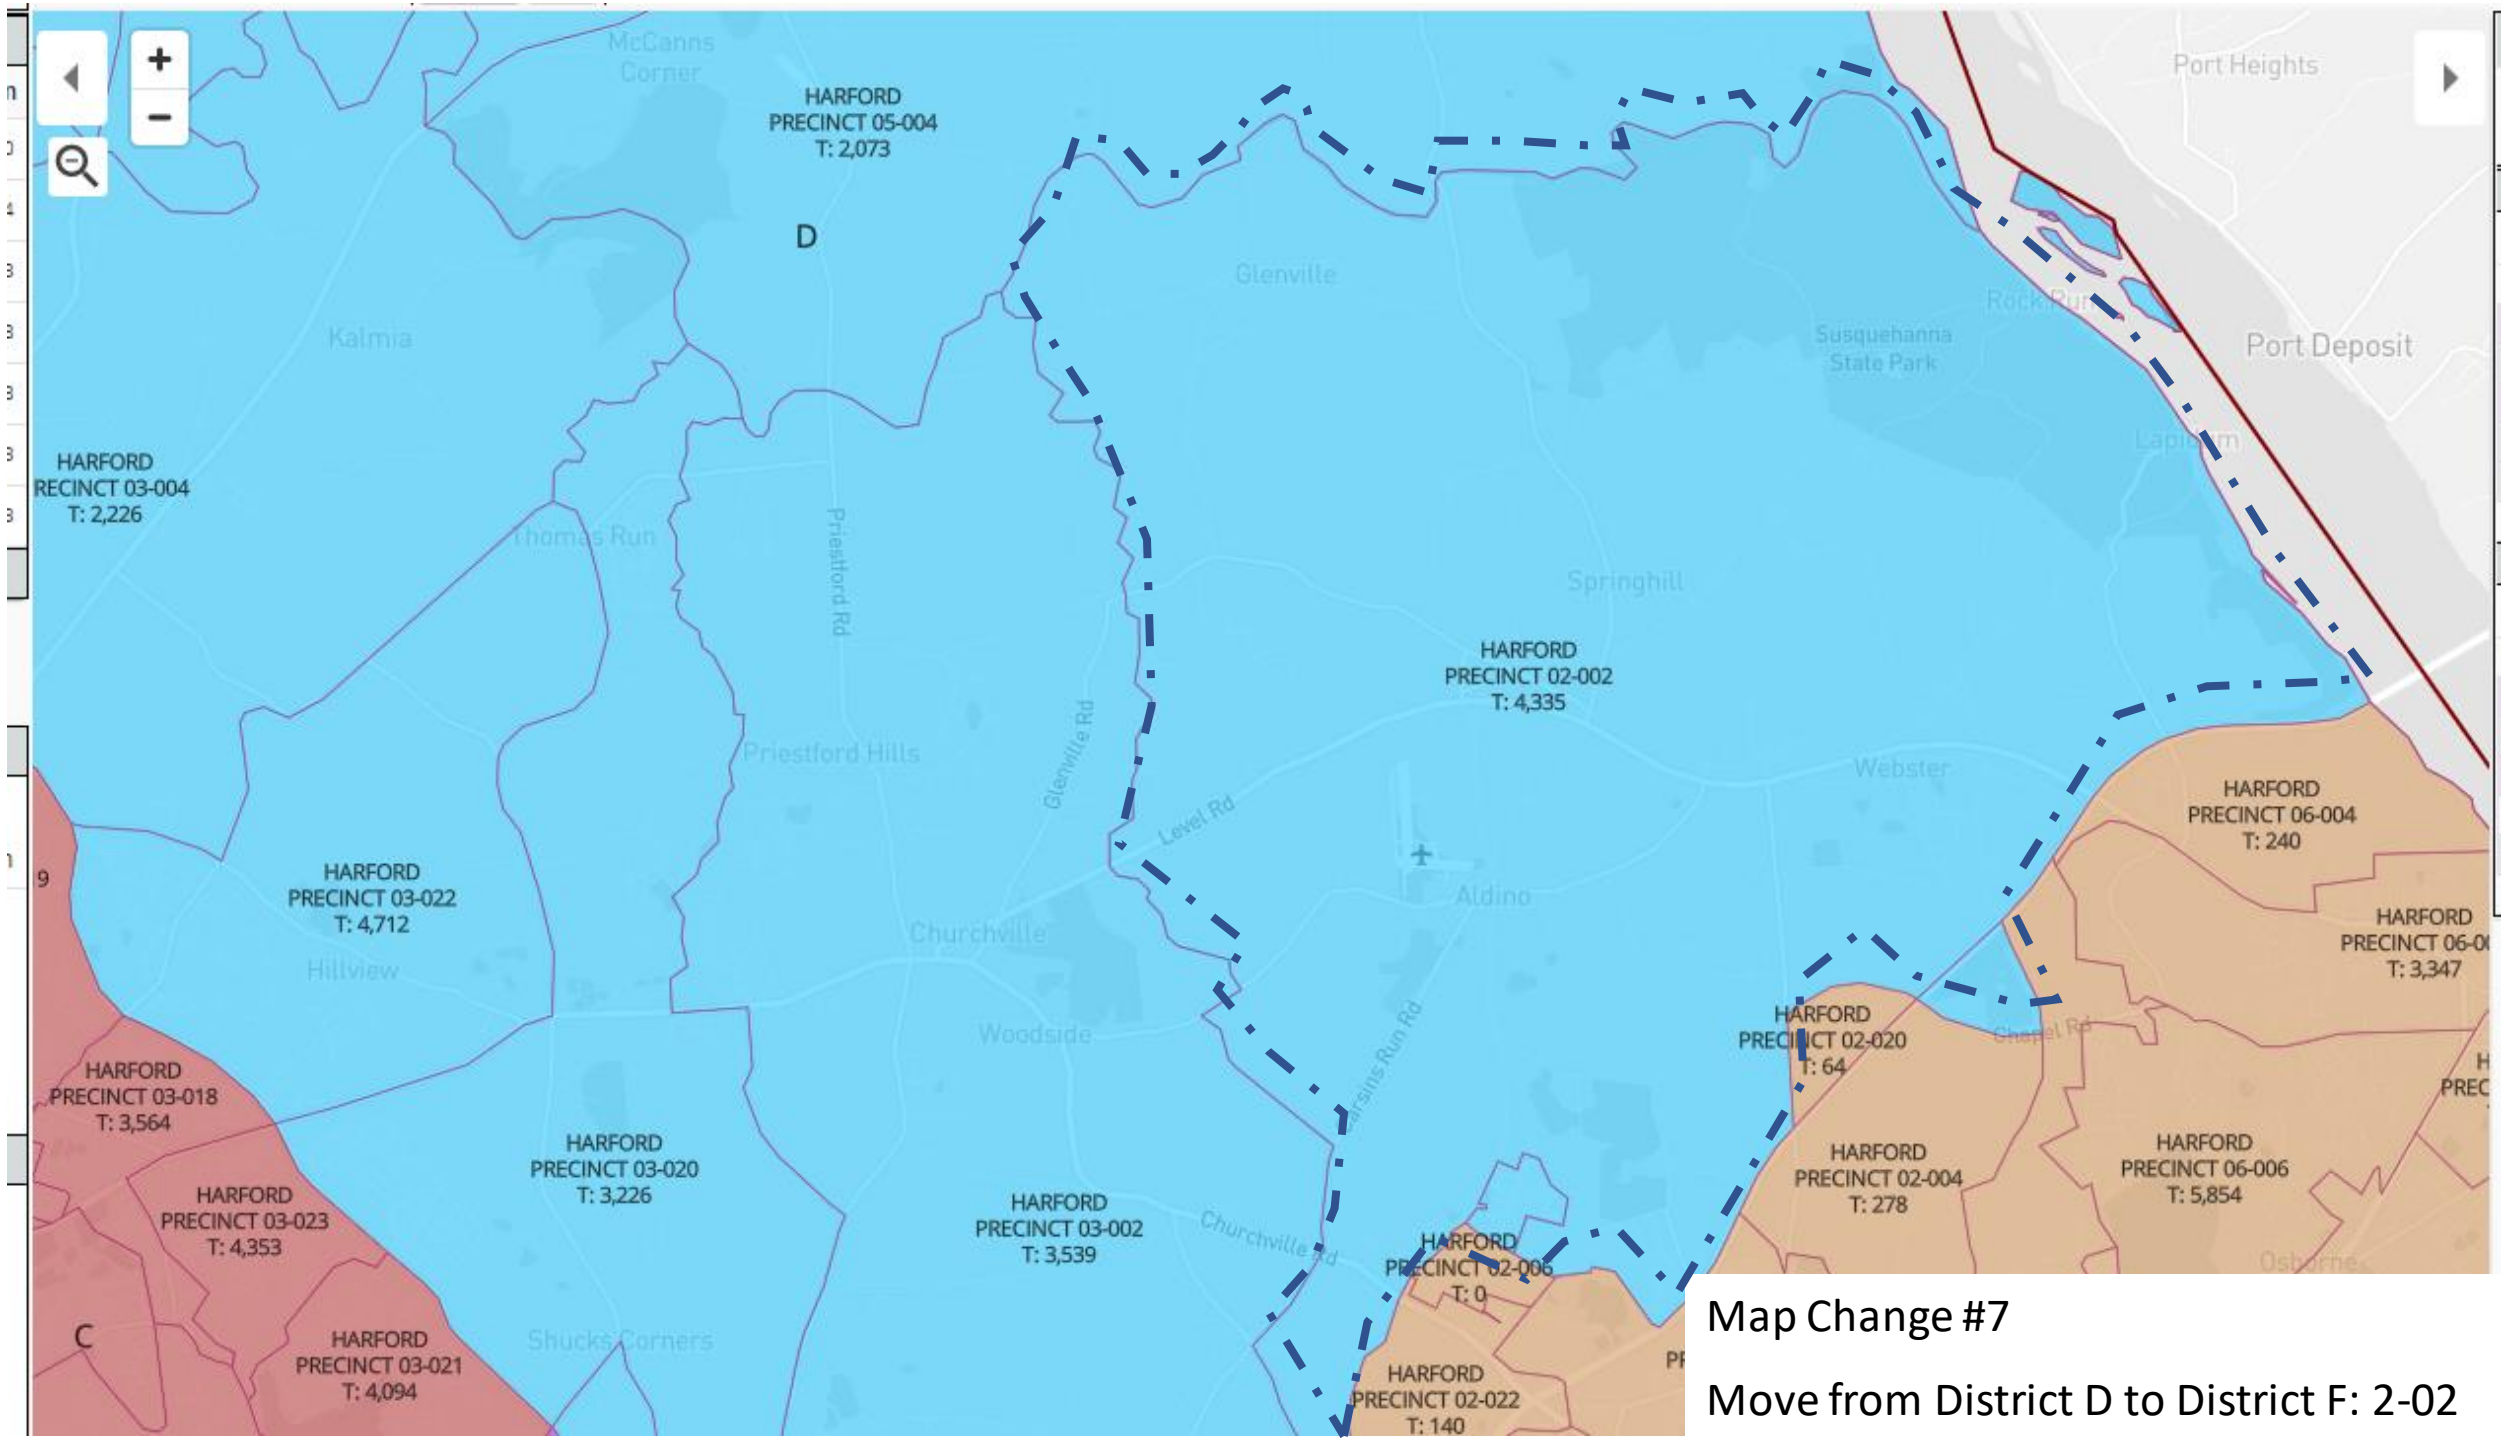 McCanns
Corner
Port Heights
HARFORD
PRECINCT 05-004
T: 2,073
D
Glenville
Rock Run
Kalmia
Susquehanna
State Park
Port Deposit
Lapidum
HARFORD
RECINCT 03-004
T: 2,226
Thomas Run
Priestford Rd
Springhill
HARFORD
PRECINCT 02-002
T: 4,335
Glenville Rd
Priestford Hills
Webster
Level Rd
HARFORD
PRECINCT 06-004
T: 240
9
HARFORD
PRECINCT 03-022
T: 4,712
Aldino
Churchville
HARFORD
PRECINCT 06-00
T: 3,347
Hillview
Woodside
Carsins Run Rd
HARFORD
PRECINCT 02-020
T: 64
Chapel Rd
HARFORD
PRECINCT 03-018
T: 3,564
H
PREC
HARFORD
PRECINCT 03-020
T: 3,226
HARFORD
PRECINCT 02-004
T: 278
HARFORD
PRECINCT 06-006
T: 5,854
HARFORD
PRECINCT 03-023
T: 4,353
HARFORD
PRECINCT 03-002
T: 3,539
Churchville Rd
HARFORD
PRECINCT 02-006
T: 0
Osborne
C
HARFORD
PRECINCT 03-021
T: 4,094
Shucks Corners
HARFORD
PRECINCT 02-022
T: 140
PR
Map Change #7
Move from District D to District F: 2-02